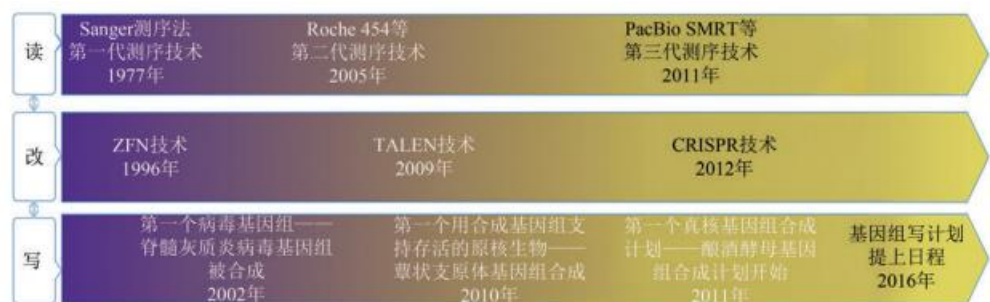 读
Sanger测序法
第一代测序技术
1977年
Roche 454等
第二代测序技术
2005年
PacBio SMRT等
第三代测序技术
2011年
改
ZFN技术
1996年
TALEN技术
2009年
CRISPR技术
2012年
写
第一个病毒基因组——
脊髓灰质炎病毒基因组
被合成
2002年
第一个用合成基因组支
持存活的原核生物——
蕈状支原体基因组合成
2010年
第一个真核基因组合成
计划——酿酒酵母基因
组合成计划开始
2011年
基因组写计划
提上日程
2016年